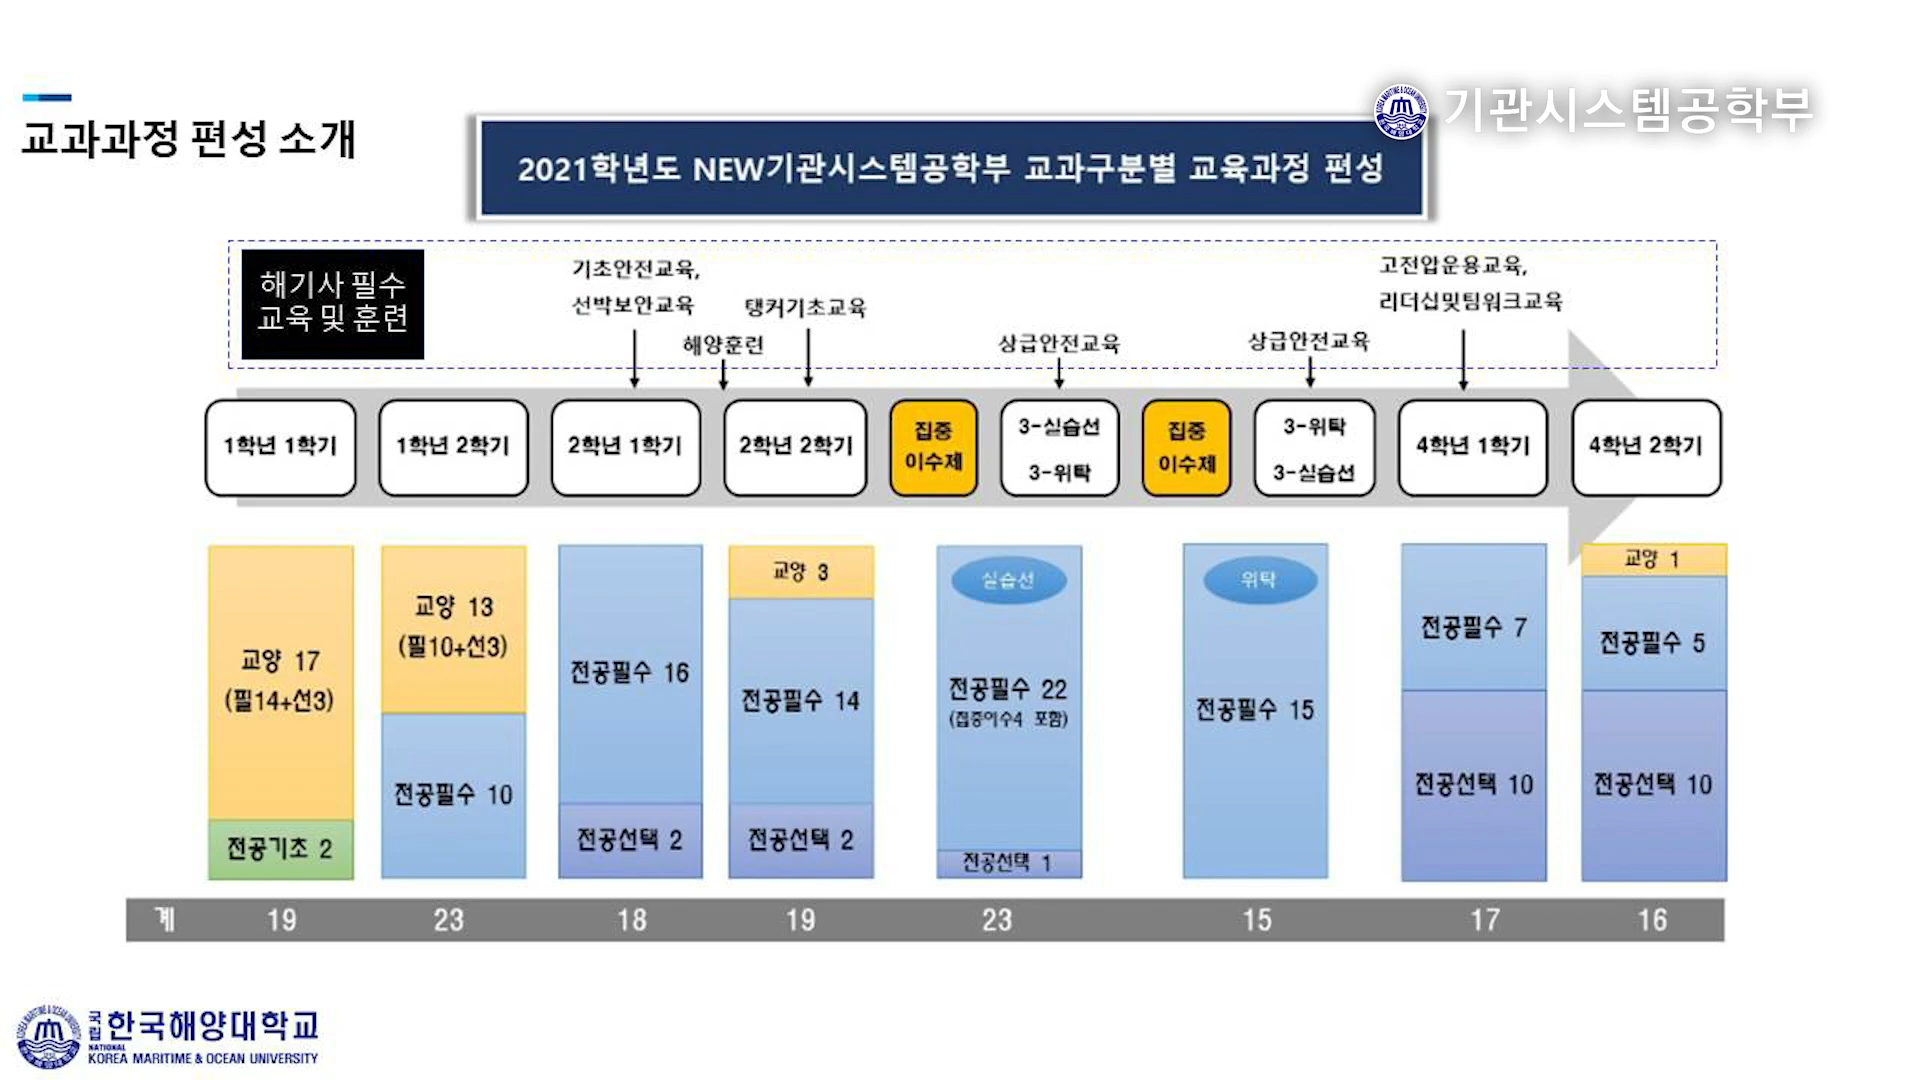 기관시스템공학부
교과과정 편성 소개
2021학년도 NEW기관시스템공학부 교과구분별 교육과정 편성
해기사 필수
교육 및 훈련
기초안전교육,
선박보안교육
해양훈련
탱커기초교육
상급안전교육
상급안전교육
고전압운용교육,
리더십및팀워크교육
1학년 1학기
1학년 2학기
2학년 1학기
2학년 2학기
집중
이수제
3-실습선
3-위탁
집중
이수제
3-위탁
3-실습선
4학년 1학기
4학년 2학기
교양 17
(필14+선3)
전공기초 2
교양 13
(필10+선3)
전공필수 10
전공필수 16
전공선택 2
교양 3
전공필수 14
전공선택 2
실습선
전공필수 22
(집중이수4 포함)
전공선택 1
위탁
전공필수 15
전공필수 7
전공선택 10
교양 1
전공필수 5
전공선택 10
계 19 23 18 19 23 15 17 16
국립 한국해양대학교
NATIONAL
KOREA MARITIME & OCEAN UNIVERSITY